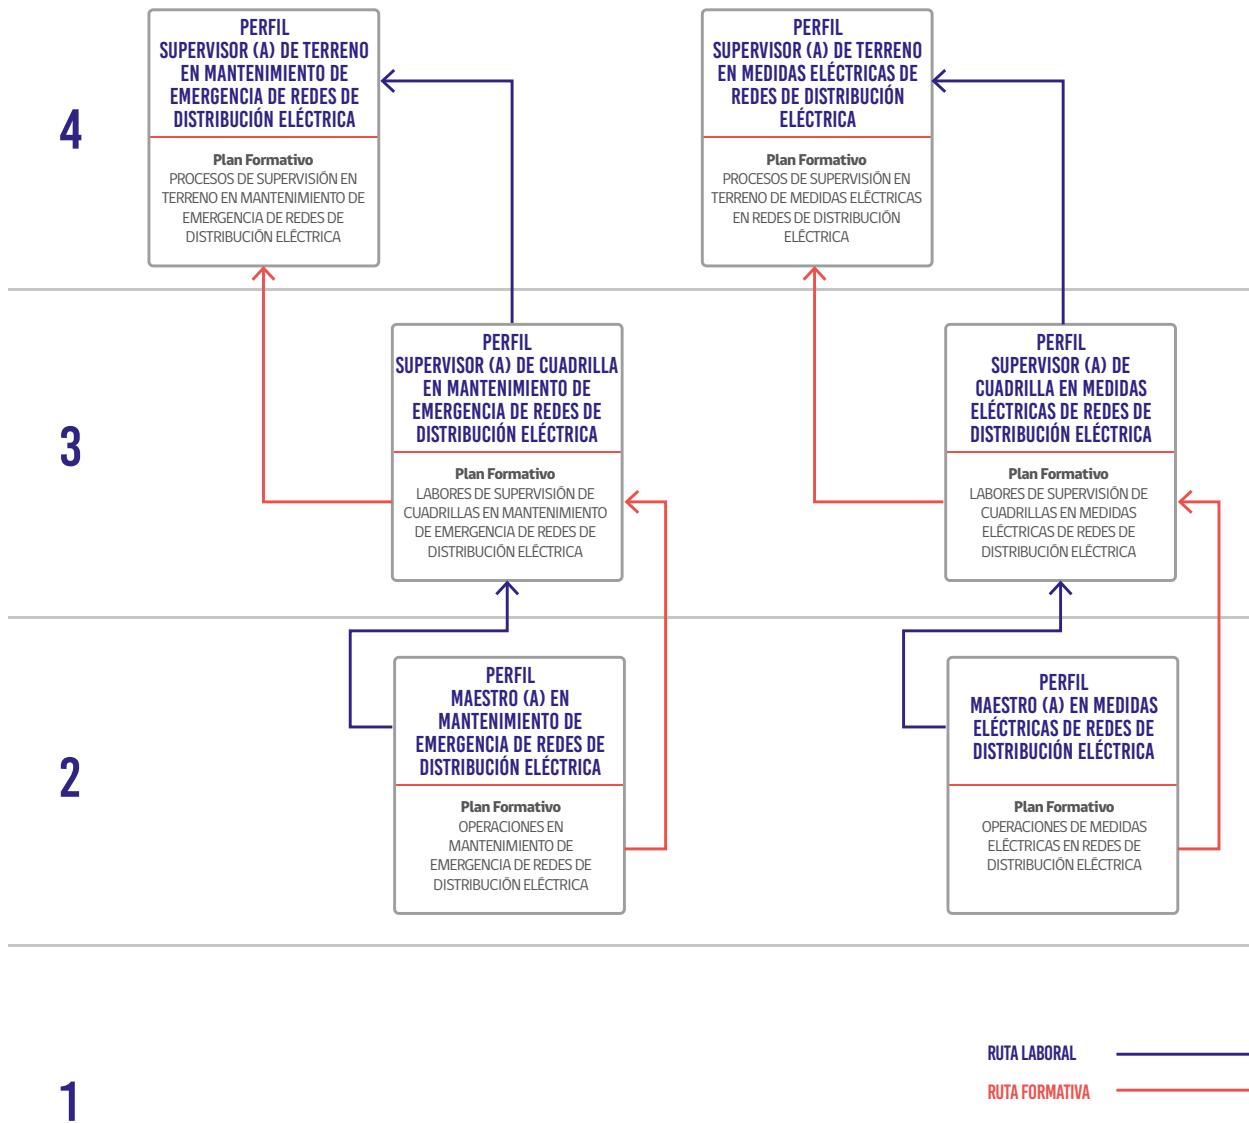 4
PERFIL
SUPERVISOR (A) DE TERRENO
EN MANTENIMIENTO DE
EMERGENCIA DE REDES DE
DISTRIBUCIÓN ELÉCTRICA
Plan Formativo
PROCESOS DE SUPERVISIÓN EN
TERRENO EN MANTENIMIENTO DE
EMERGENCIA DE REDES DE
DISTRIBUCIÓN ELÉCTRICA
PERFIL
SUPERVISOR (A) DE TERRENO
EN MEDIDAS ELÉCTRICAS DE
REDES DE DISTRIBUCIÓN
ELÉCTRICA
Plan Formativo
PROCESOS DE SUPERVISIÓN EN
TERRENO DE MEDIDAS ELÉCTRICAS
EN REDES DE DISTRIBUCIÓN
ELÉCTRICA
3
PERFIL
SUPERVISOR (A) DE CUADRILLA
EN MANTENIMIENTO DE
EMERGENCIA DE REDES DE
DISTRIBUCIÓN ELÉCTRICA
Plan Formativo
LABORES DE SUPERVISIÓN DE
CUADRILLAS EN MANTENIMIENTO
DE EMERGENCIA DE REDES DE
DISTRIBUCIÓN ELÉCTRICA
PERFIL
SUPERVISOR (A) DE
CUADRILLA EN MEDIDAS
ELÉCTRICAS DE REDES DE
DISTRIBUCIÓN ELÉCTRICA
Plan Formativo
LABORES DE SUPERVISIÓN DE
CUADRILLAS EN MEDIDAS
ELÉCTRICAS DE REDES DE
DISTRIBUCIÓN ELÉCTRICA
2
PERFIL
MAESTRO (A) EN
MANTENIMIENTO DE
EMERGENCIA DE REDES DE
DISTRIBUCIÓN ELÉCTRICA
Plan Formativo
OPERACIONES EN
MANTENIMIENTO DE
EMERGENCIA DE REDES DE
DISTRIBUCIÓN ELÉCTRICA
PERFIL
MAESTRO (A) EN MEDIDAS
ELÉCTRICAS DE REDES DE
DISTRIBUCIÓN ELÉCTRICA
Plan Formativo
OPERACIONES DE MEDIDAS
ELÉCTRICAS EN REDES DE
DISTRIBUCIÓN ELÉCTRICA
1
RUTA LABORAL
RUTA FORMATIVA